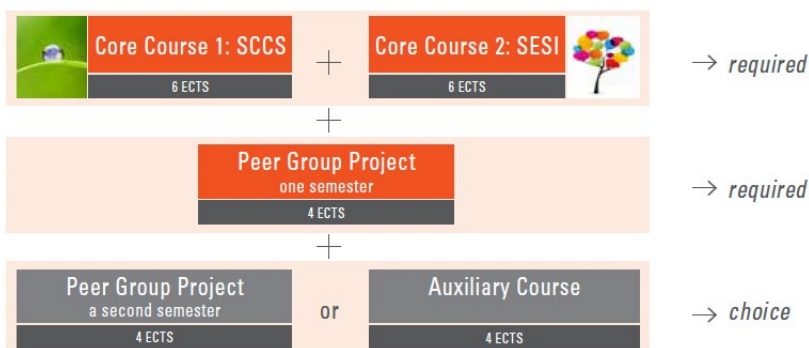 Core Course 1: SCCS + Core Course 2: SESI
6 ECTS 6 ECTS
→ required
+
Peer Group Project
one semester
4 ECTS
→ required
+
Peer Group Project
a second semester
4 ECTS
or
Auxiliary Course
4 ECTS
→ choice